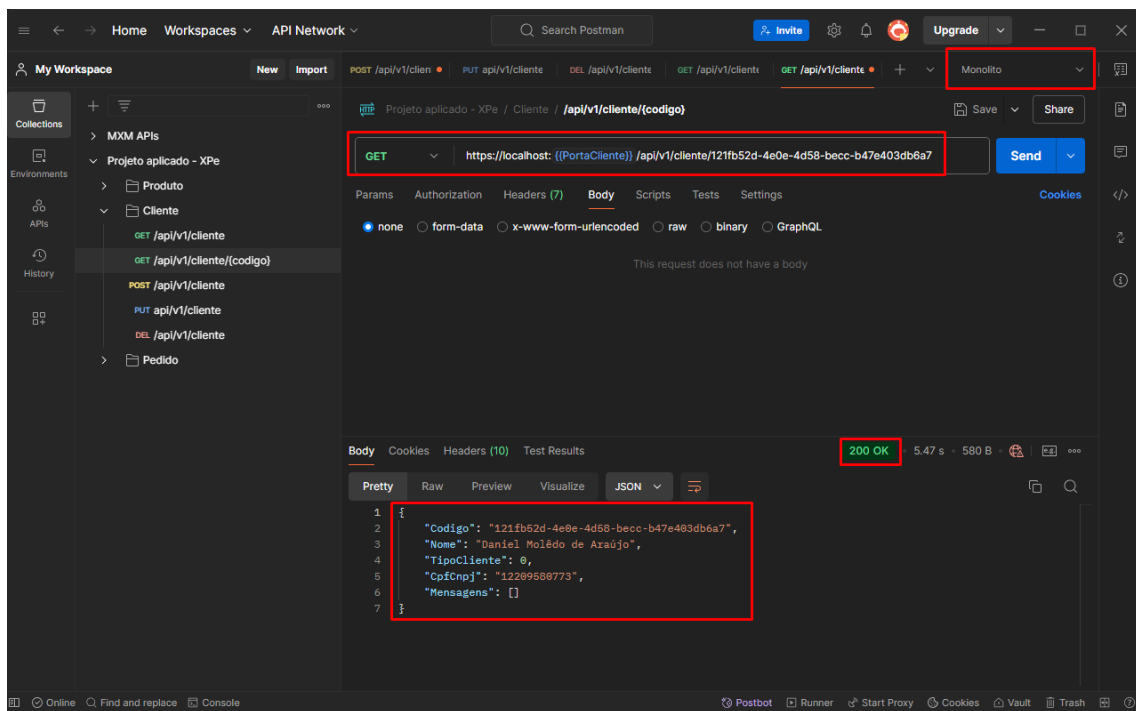 Home Workspaces API Network Search Postman Invite Upgrade
My Workspace New Import POST /api/v1/clien PUT api/v1/cliente DEL /api/v1/cliente GET /api/v1/cliente GET /api/v1/cliente Monolito
Collections
Environments
APIs
History
MXM APIs
Projeto aplicado - XPe
Produto
Cliente
GET /api/v1/cliente
GET /api/v1/cliente/{codigo}
POST /api/v1/cliente
PUT api/v1/cliente
DEL /api/v1/cliente
Pedido
HTTP Projeto aplicado - XPe / Cliente / /api/v1/cliente/{codigo} Save Share
GET https://localhost: {{PortaCliente}} /api/v1/cliente/121fb52d-4e0e-4d58-becc-b47e403db6a7 Send
Params Authorization Headers (7) Body Scripts Tests Settings Cookies
none form-data x-www-form-urlencoded raw binary GraphQL
This request does not have a body
Body Cookies Headers (10) Test Results 200 OK 5.47 s 580 B e.g.
Pretty Raw Preview Visualize JSON
1 {
2 "Codigo": "121fb52d-4e0e-4d58-becc-b47e403db6a7",
3 "Nome": "Daniel Molêdo de Araújo",
4 "TipoCliente": 0,
5 "CpfCnpj": "12209580773",
6 "Mensagens": []
7 }
Online Find and replace Console Postbot Runner Start Proxy Cookies Vault Trash